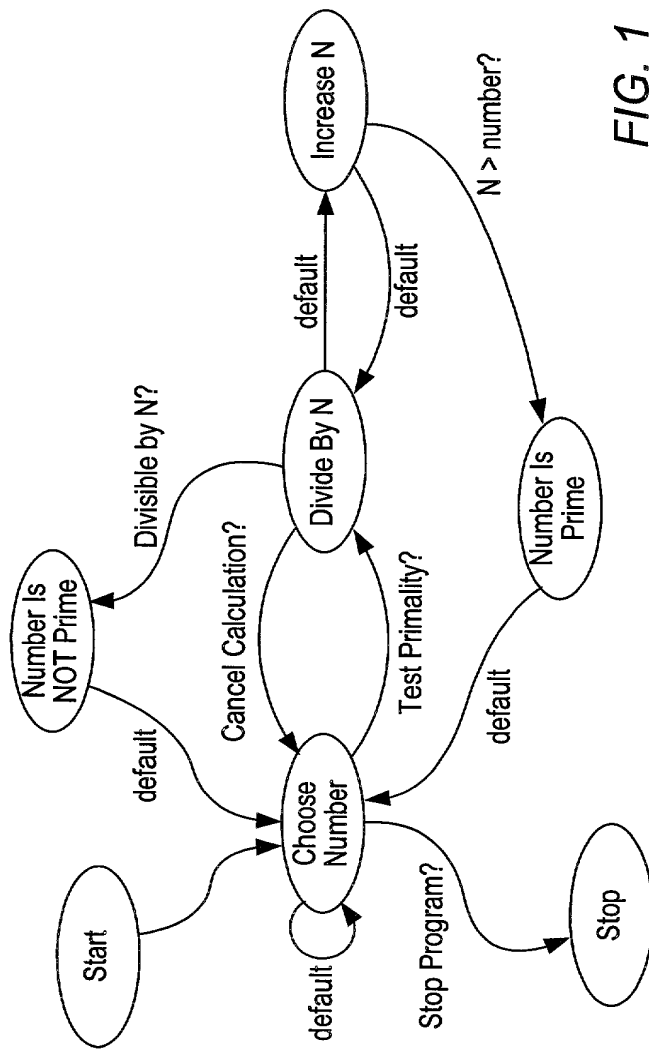 Start
Number Is
NOT Prime
default
Divisible by N?
default
Choose
Number
Cancel Calculation?
Test Primality?
Divide By N
default
default
Increase N
Stop Program?
default
N > number?
Stop
Number Is
Prime
FIG. 1